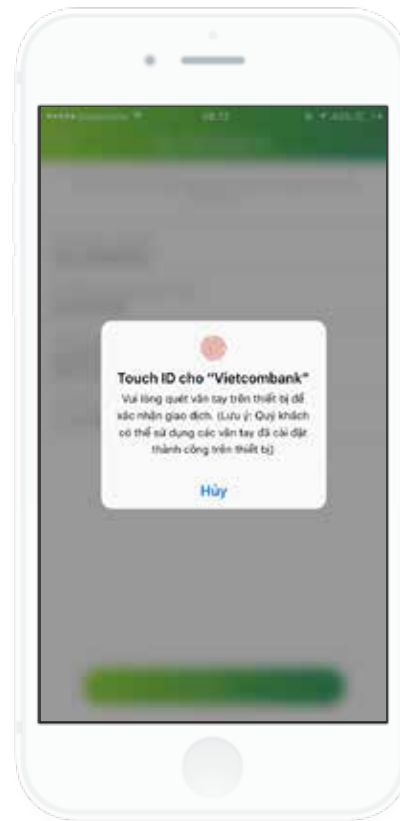 Touch ID cho "Vietcombank"
Vui lòng quét vân tay trên thiết bị để
xác nhận giao dịch. (Lưu ý: Quý khách
có thể sử dụng các vân tay đã cài đặt
thành công trên thiết bị)
Hủy